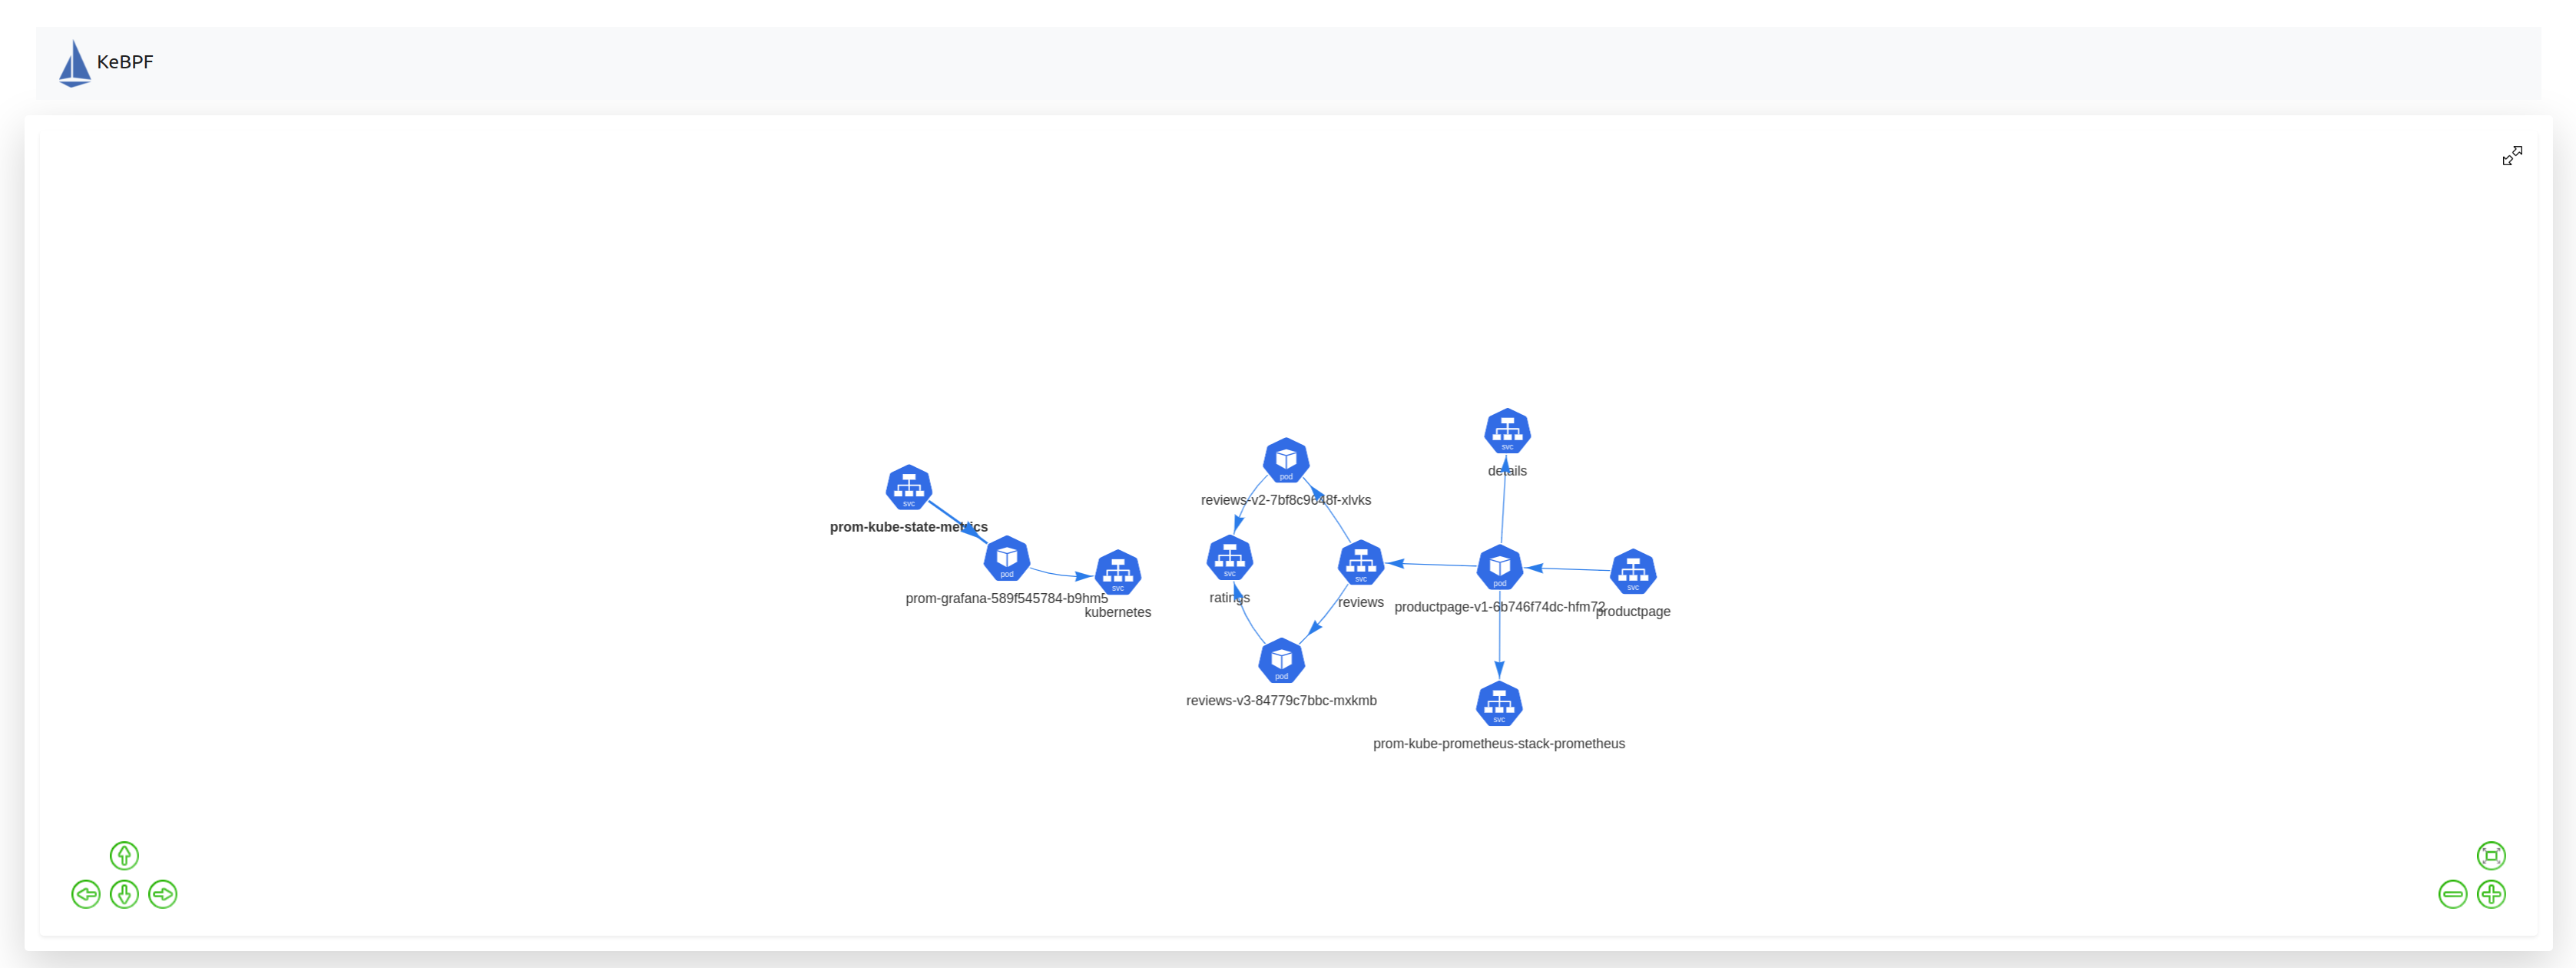 KeBPF
svc
details
pod
reviews-v2-7bf8c9648f-xlvks
svc
prom-kube-state-metrics
pod
prom-grafana-589f545784-b9hm5
svc
kubernetes
svc
ratings
svc
reviews
pod
productpage-v1-6b746f74dc-hfm72
svc
productpage
pod
reviews-v3-84779c7bbc-mxkmb
svc
prom-kube-prometheus-stack-prometheus